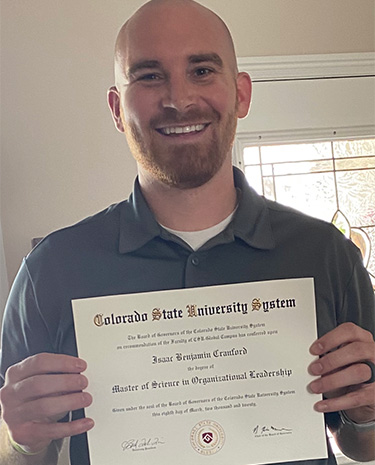 Colorado State University System
The Board of Governors of the Colorado State University System
on recommendation of the Faculty of CSU-Global Campus has conferred upon
Isaac Benjamin Cranford
the degree of
Master of Science in Organizational Leadership
Given under the seal of the Board of Governors of the Colorado State University System
this eighth day of March, two thousand and twenty